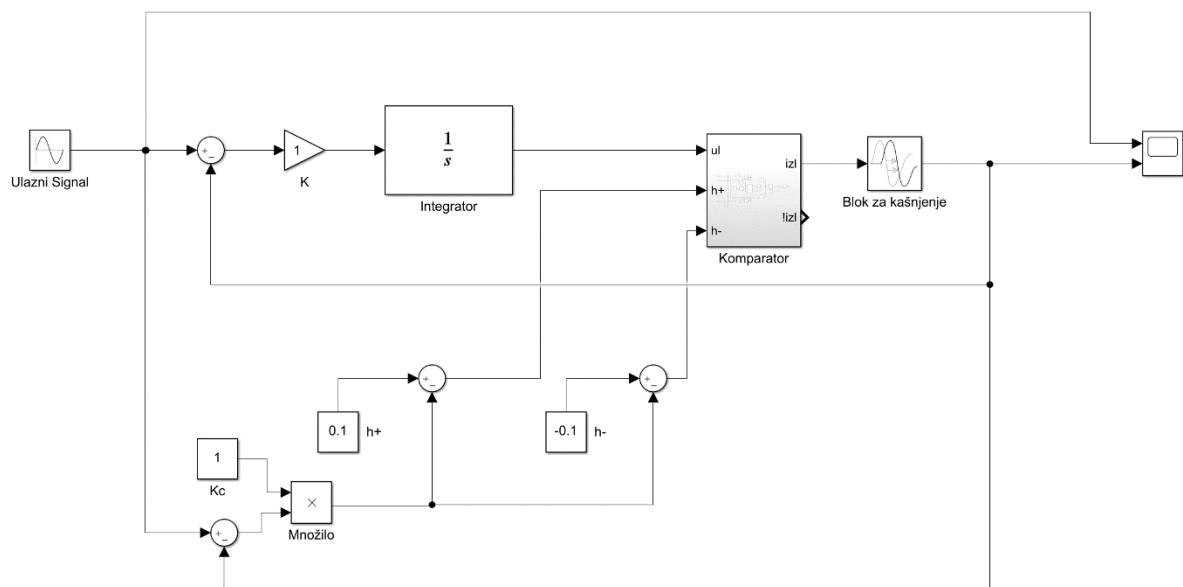 Ulazni Signal
+
-
1
K
1
s
Integrator
ul
h+
h-
izl
!izl
Komparator
Blok za kašnjenje
+
-
+
-
0.1
h+
-0.1
h-
1
Kc
×
Množilo
+
-